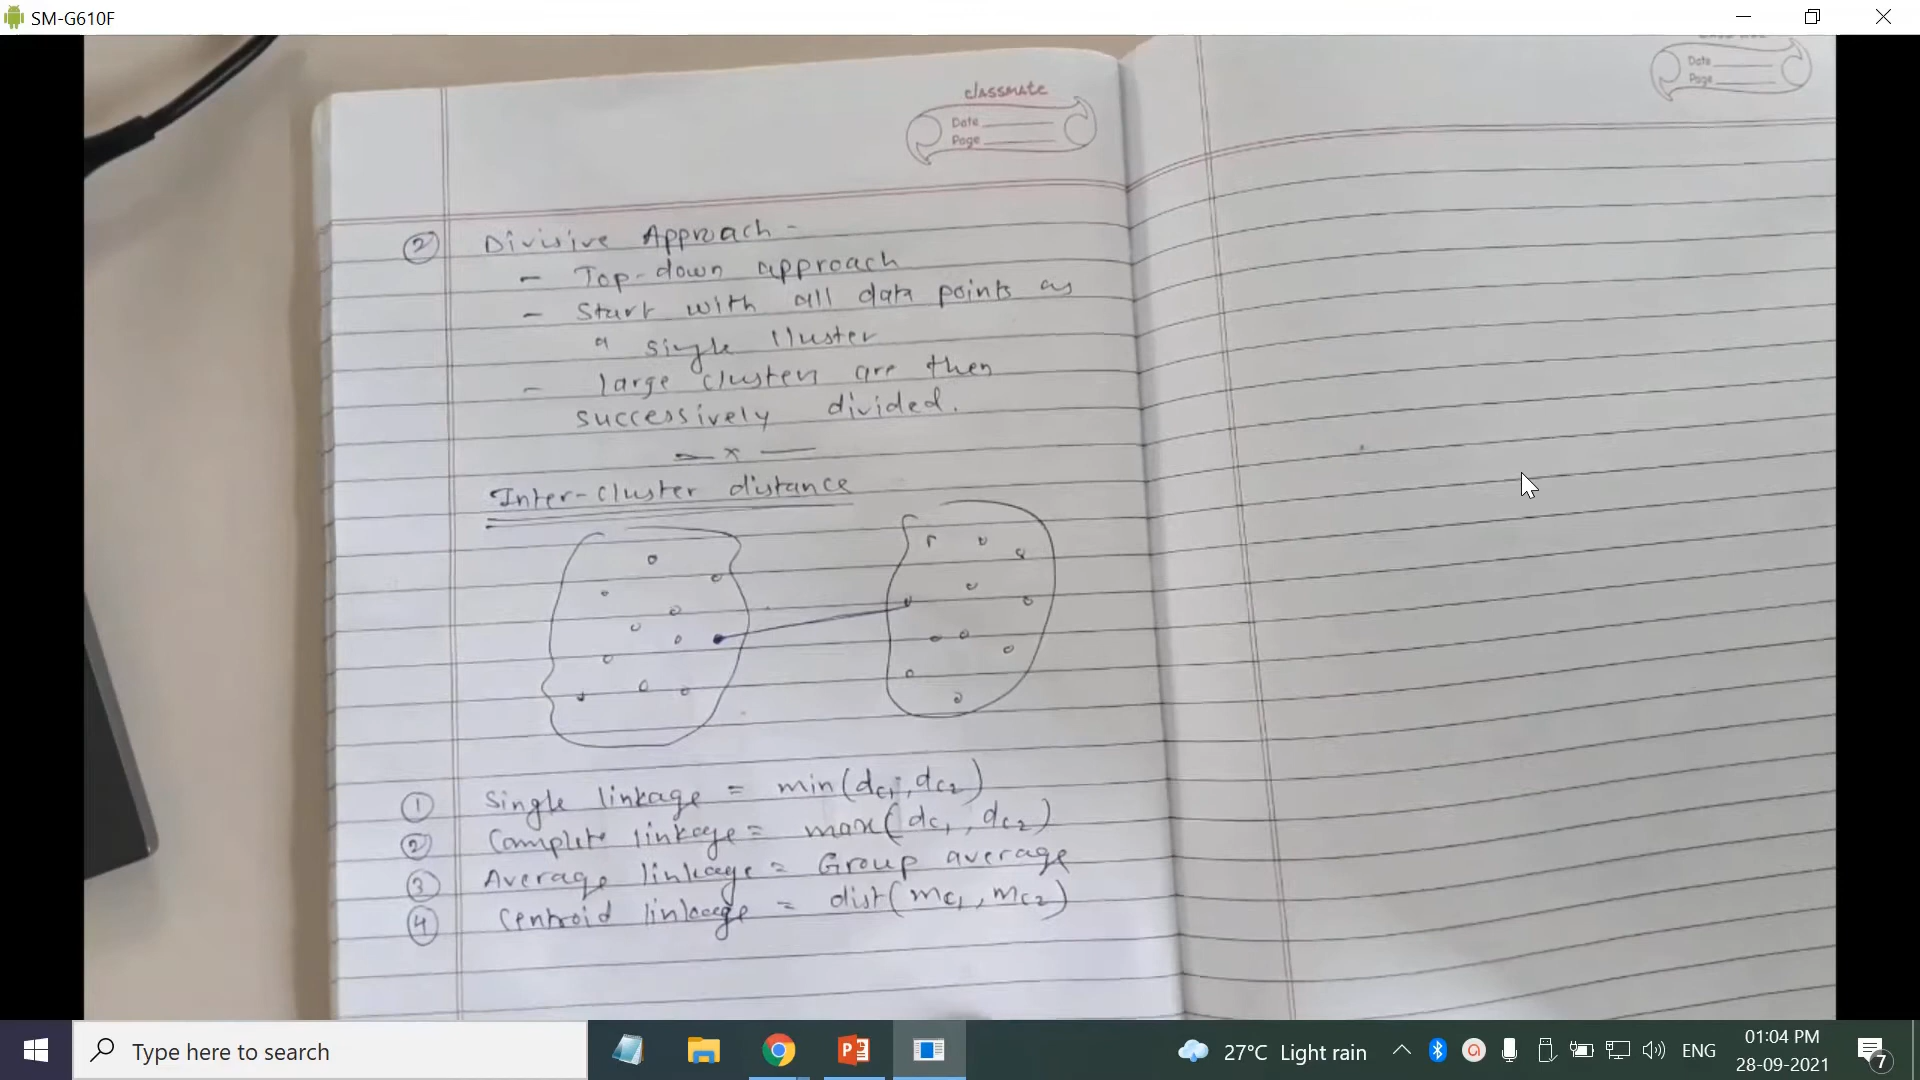 SM-G610F
classmate
Date
Page
Date
Page
② Divisive Approach -
- Top-down approach
- Start with all data points as
a single cluster
- large clusters are then
successively divided.
— x —
Inter-cluster distance
① Single linkage = min(dc1, dc2)
② Complete linkage = max(dc1, dc2)
③ Average linkage = Group average
④ Centroid linkage = dist(mc1, mc2)
Type here to search
27°C Light rain
ENG
01:04 PM
28-09-2021
7